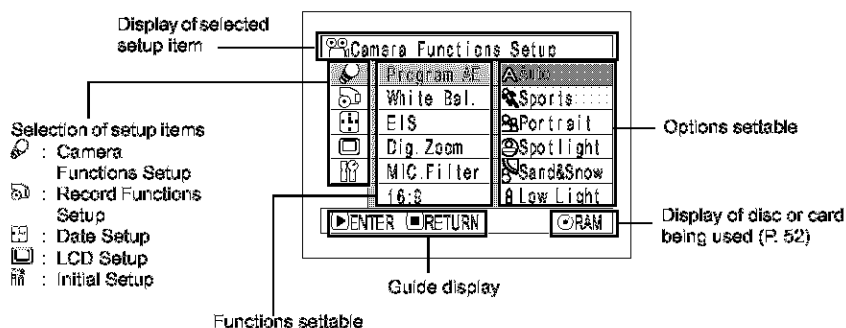 Display of selected
setup item
Camera Functions Setup
Program AE
White Bal.
EIS
Dig. Zoom
MIC.Filter
16:9
Auto
Sports
Portrait
Spotlight
Sand&Snow
Low Light
ENTER RETURN
RAM
Selection of setup items
: Camera
Functions Setup
: Record Functions
Setup
: Date Setup
: LCD Setup
: Initial Setup
Options settable
Display of disc or card
being used (P. 52)
Guide display
Functions settable